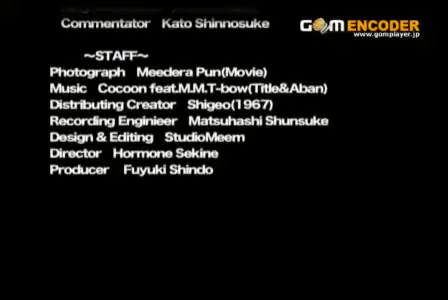 Commentator Kato Shinnosuke
GOM ENCODER
www.gomplayer.jp
～STAFF～
Photograph Meedera Pun(Movie)
Music Cocoon feat.M.M.T-bow(Title&Aban)
Distributing Creator Shigeo(1967)
Recording Enginieer Matsuhashi Shunsuke
Design & Editing StudioMeem
Director Hormone Sekine
Producer Fuyuki Shindo